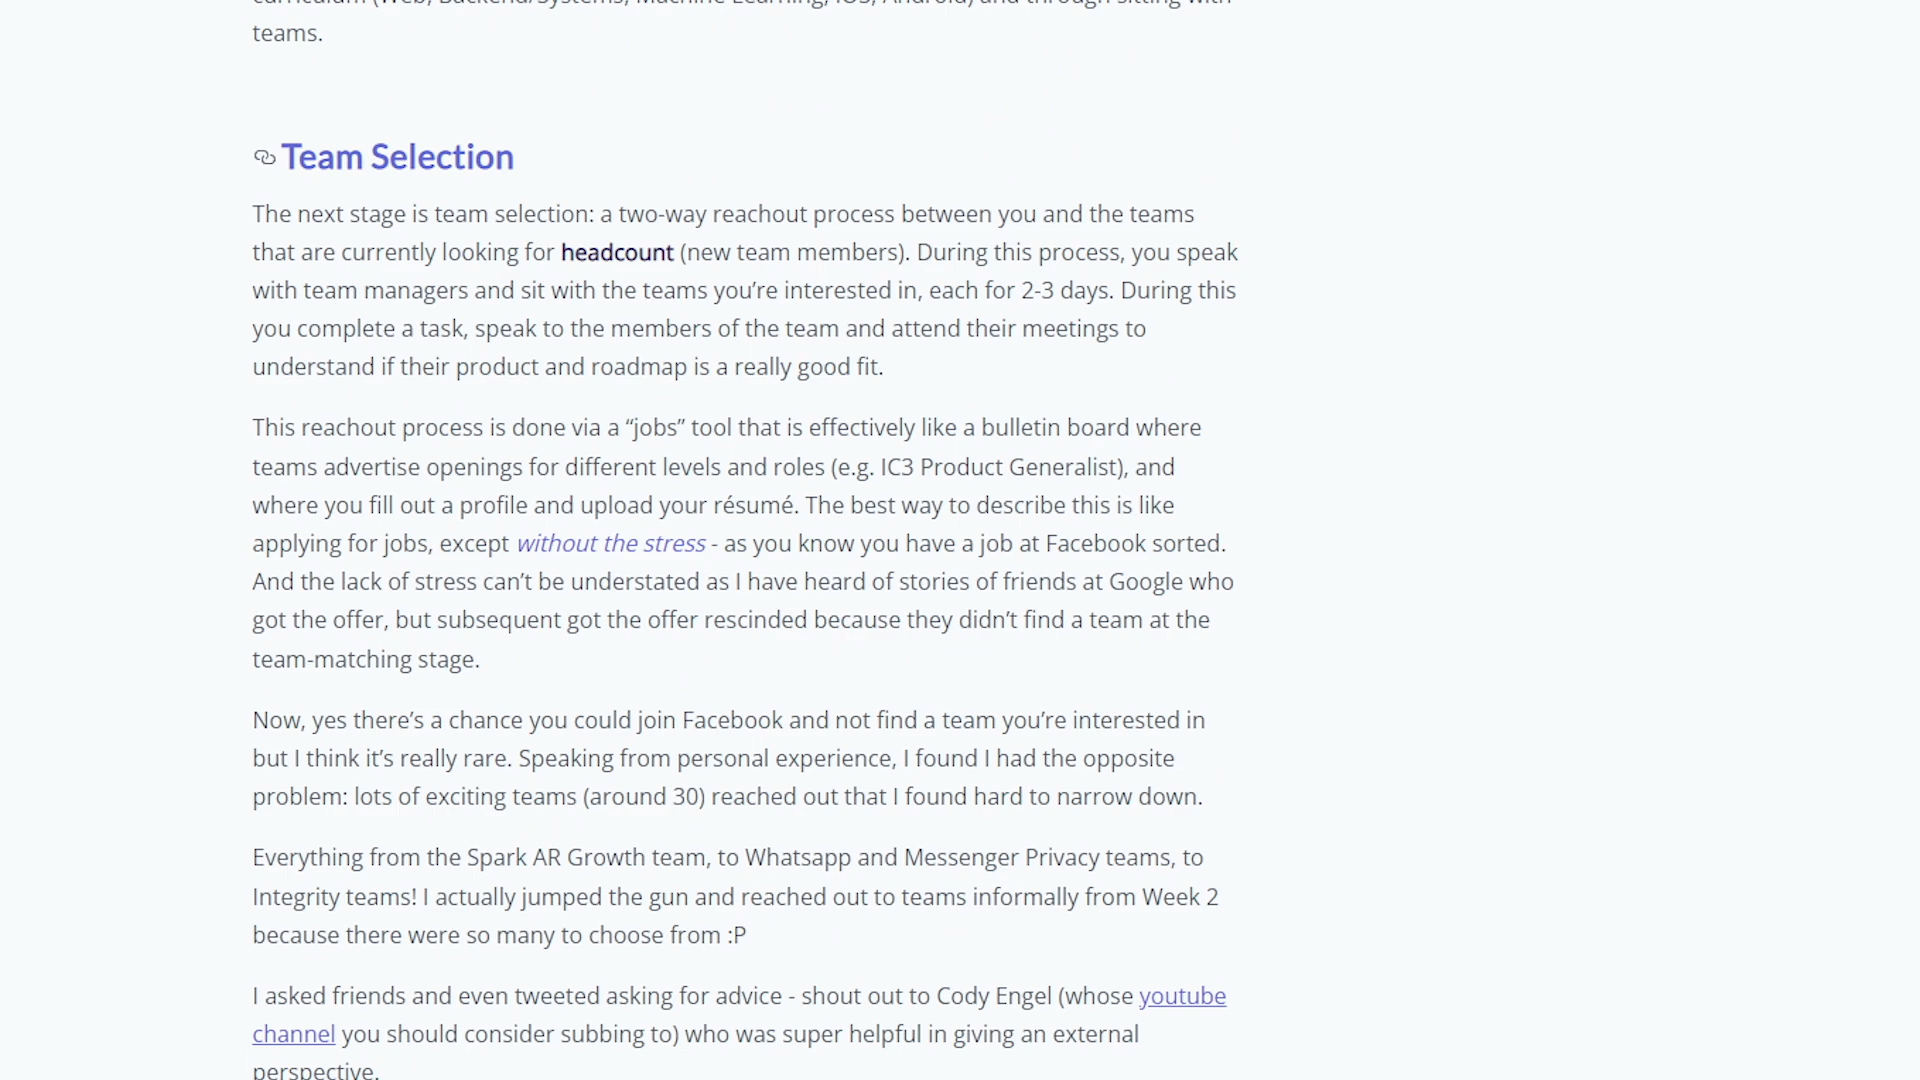 curriculum (Web, Backend/Systems, Machine Learning, iOS, Android) and through sitting with
teams.
Team Selection
The next stage is team selection: a two-way reachout process between you and the teams
that are currently looking for headcount (new team members). During this process, you speak
with team managers and sit with the teams you’re interested in, each for 2-3 days. During this
you complete a task, speak to the members of the team and attend their meetings to
understand if their product and roadmap is a really good fit.
This reachout process is done via a “jobs” tool that is effectively like a bulletin board where
teams advertise openings for different levels and roles (e.g. IC3 Product Generalist), and
where you fill out a profile and upload your résumé. The best way to describe this is like
applying for jobs, except without the stress - as you know you have a job at Facebook sorted.
And the lack of stress can’t be understated as I have heard of stories of friends at Google who
got the offer, but subsequent got the offer rescinded because they didn’t find a team at the
team-matching stage.
Now, yes there’s a chance you could join Facebook and not find a team you’re interested in
but I think it’s really rare. Speaking from personal experience, I found I had the opposite
problem: lots of exciting teams (around 30) reached out that I found hard to narrow down.
Everything from the Spark AR Growth team, to Whatsapp and Messenger Privacy teams, to
Integrity teams! I actually jumped the gun and reached out to teams informally from Week 2
because there were so many to choose from :P
I asked friends and even tweeted asking for advice - shout out to Cody Engel (whose youtube
channel you should consider subbing to) who was super helpful in giving an external
perspective.